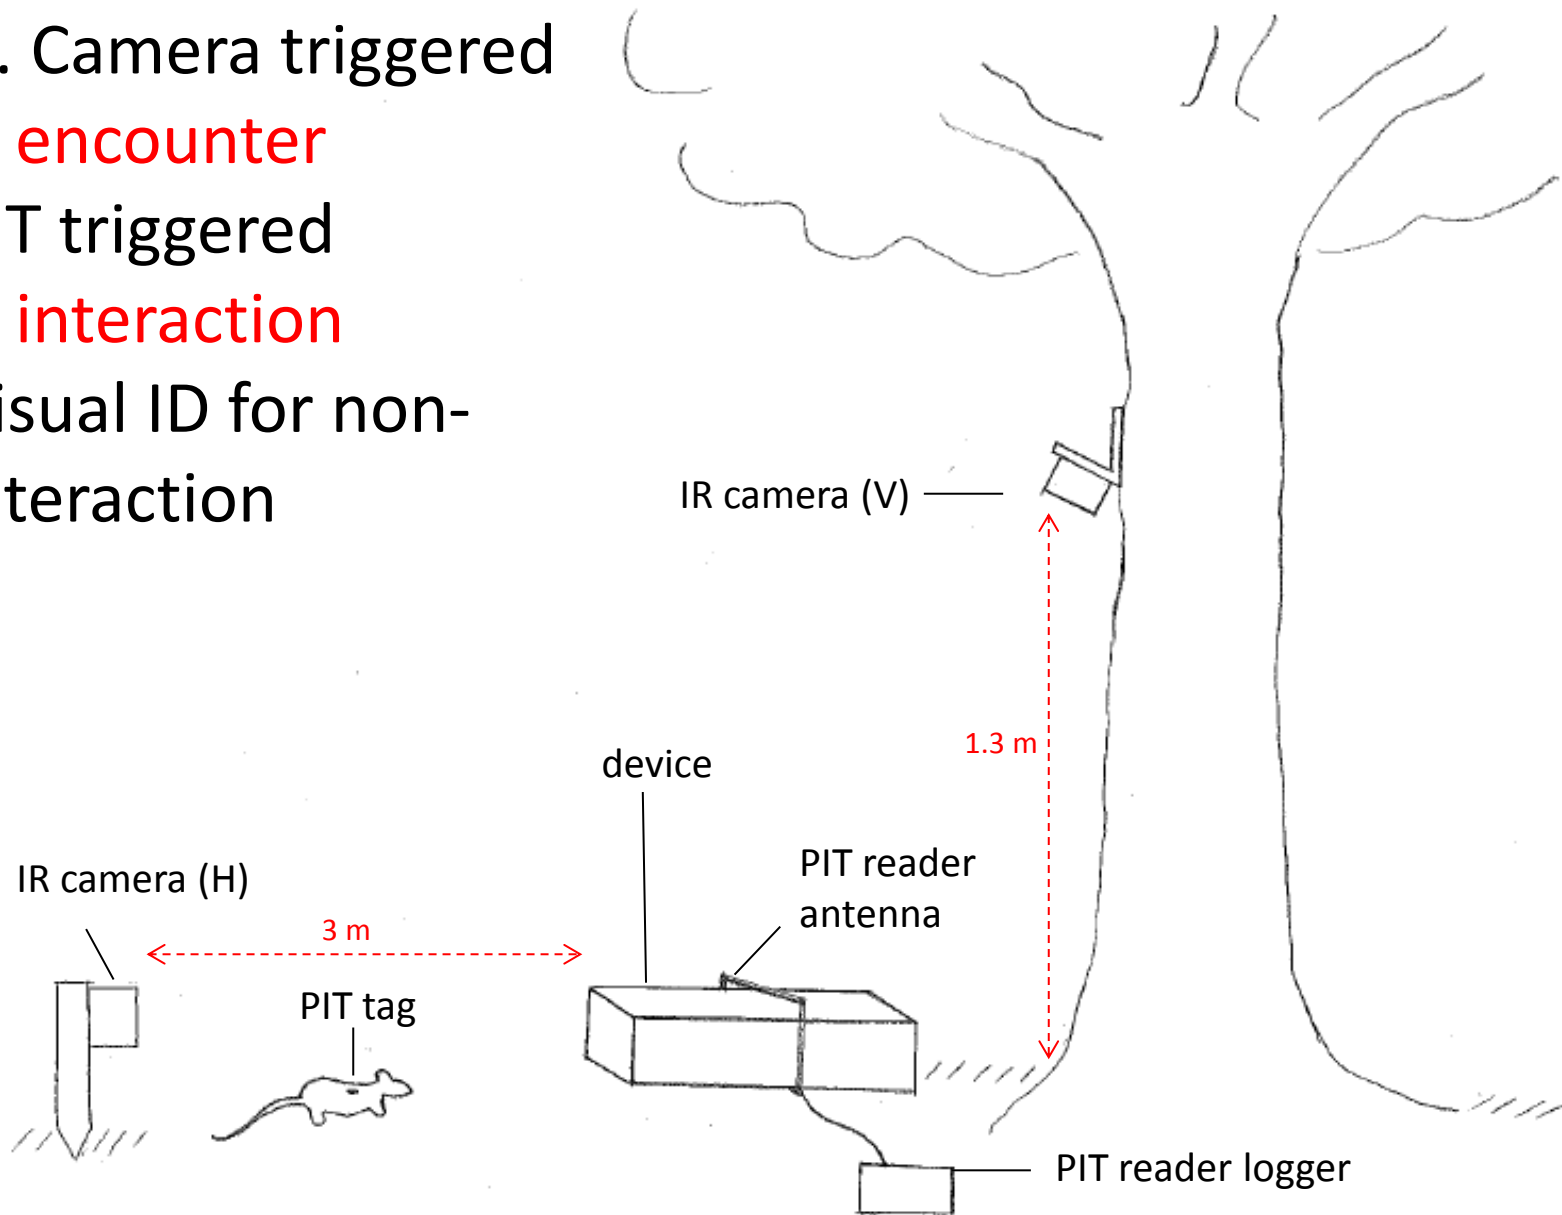 . Camera triggered
encounter
T triggered
interaction
isual ID for non-
teraction
IR camera (V)
1.3 m
device
PIT reader
antenna
IR camera (H)
3 m
PIT tag
PIT reader logger